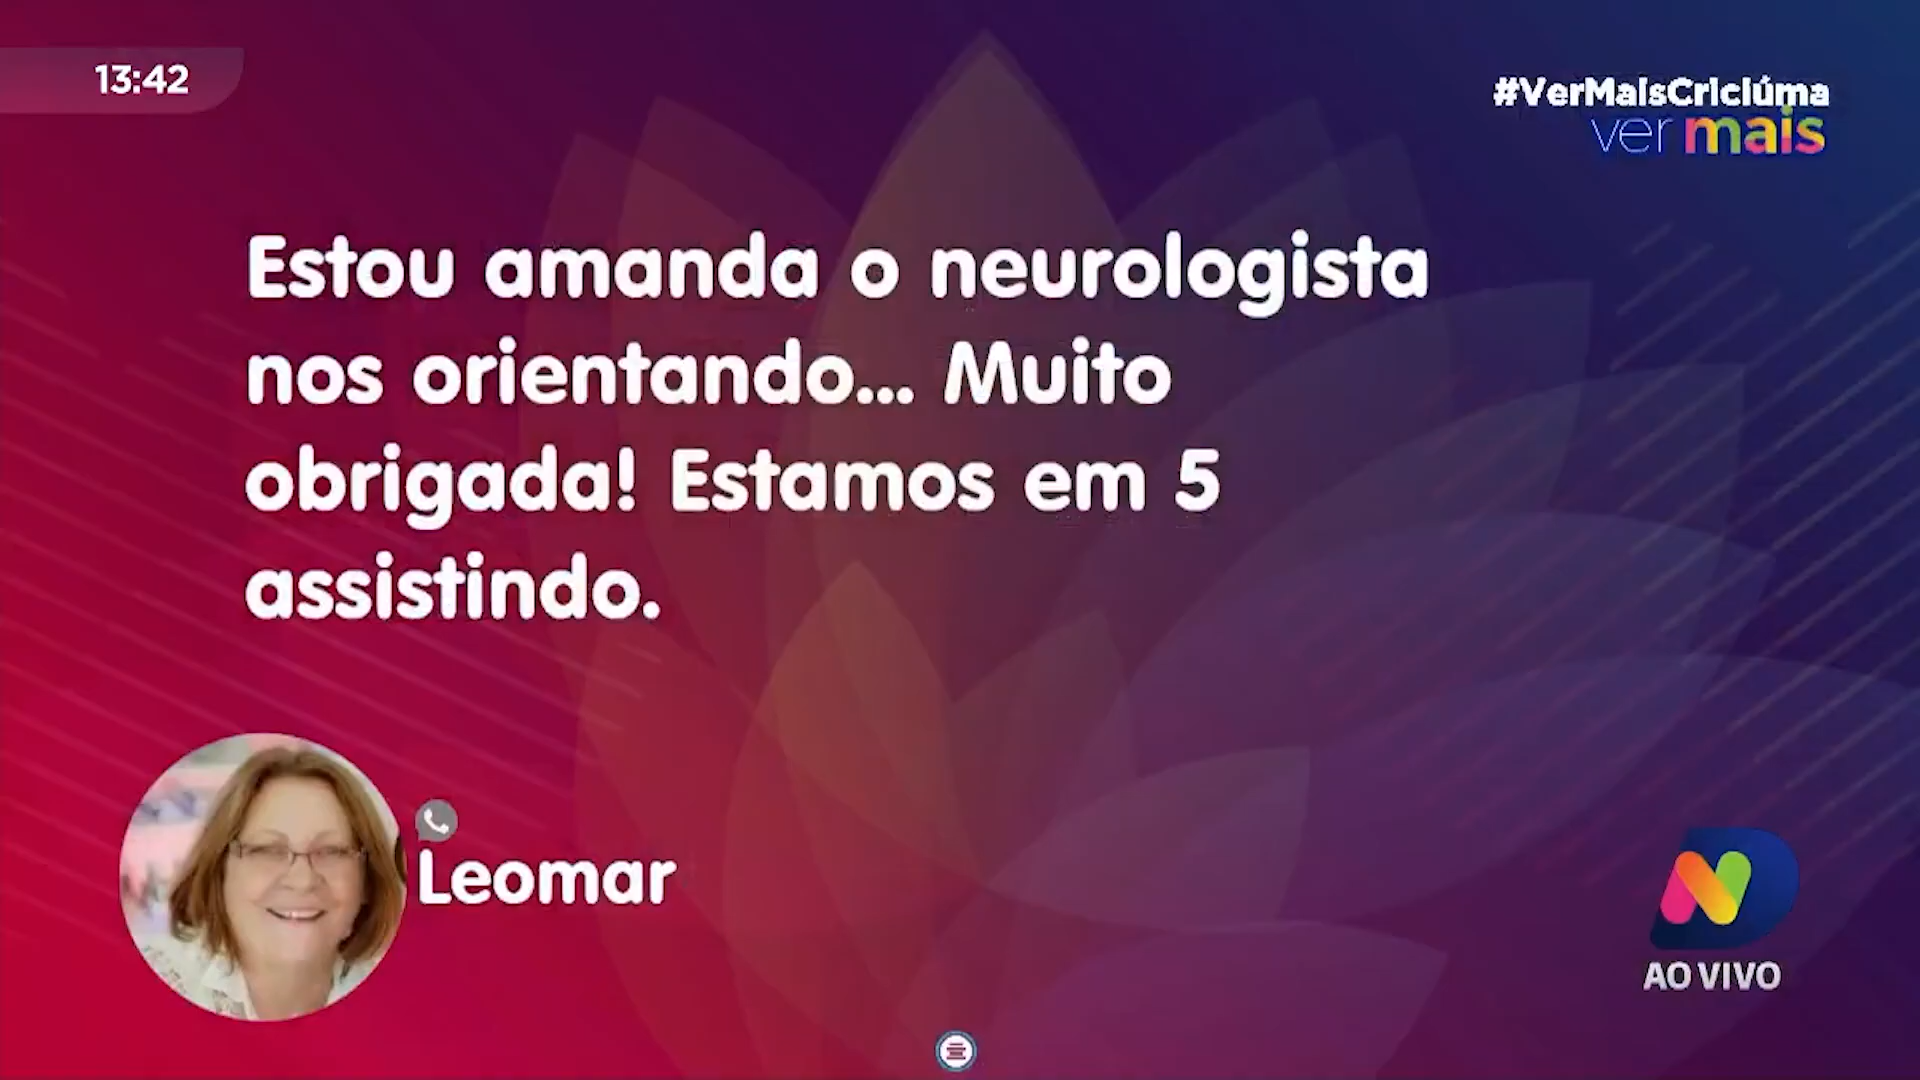 13:42
#VerMaisCriciúma
ver mais
Estou amanda o neurologista
nos orientando... Muito
obrigada! Estamos em 5
assistindo.
Leomar
ND
AO VIVO